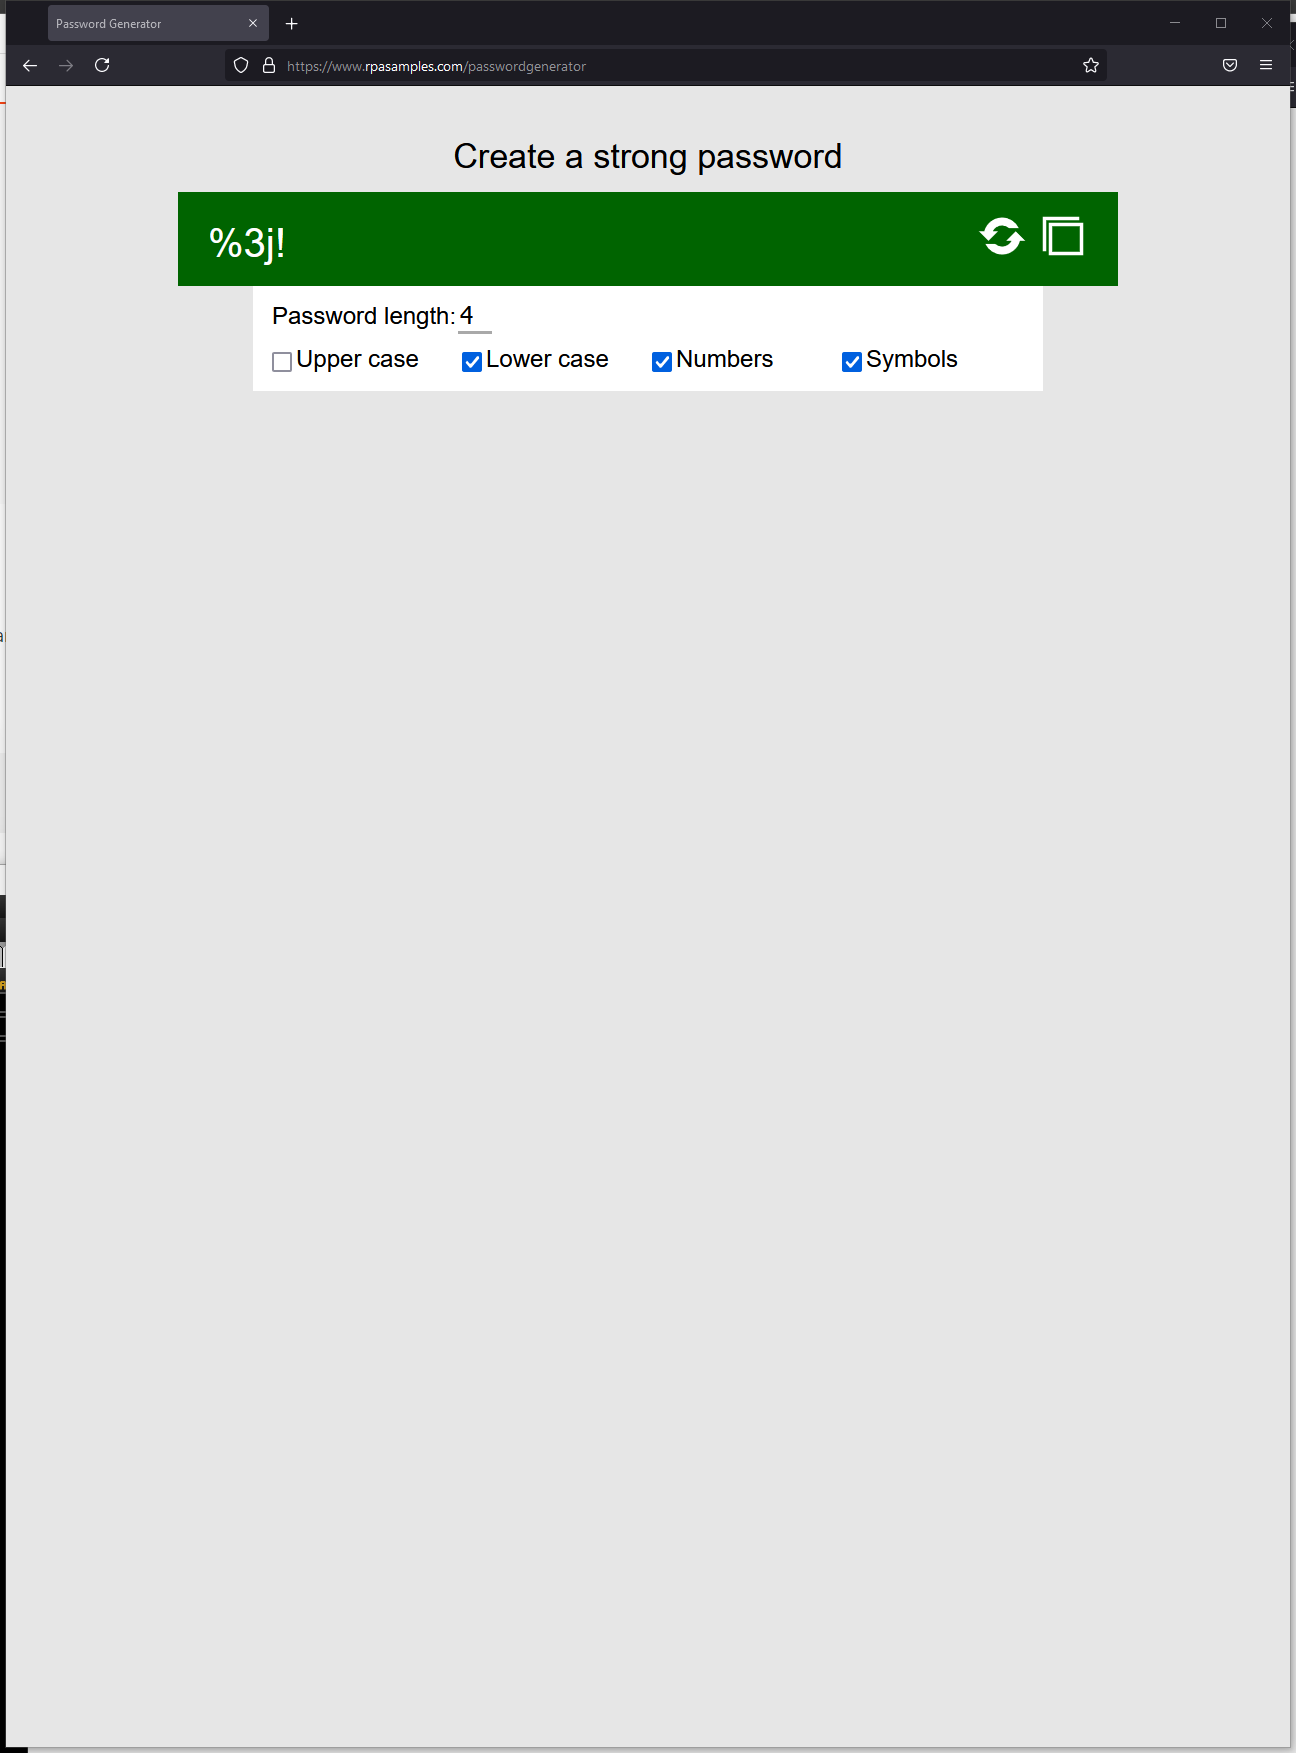 Password Generator
https://www.rpasamples.com/passwordgenerator
Create a strong password
%3j!
Password length: 4
Upper case Lower case Numbers Symbols